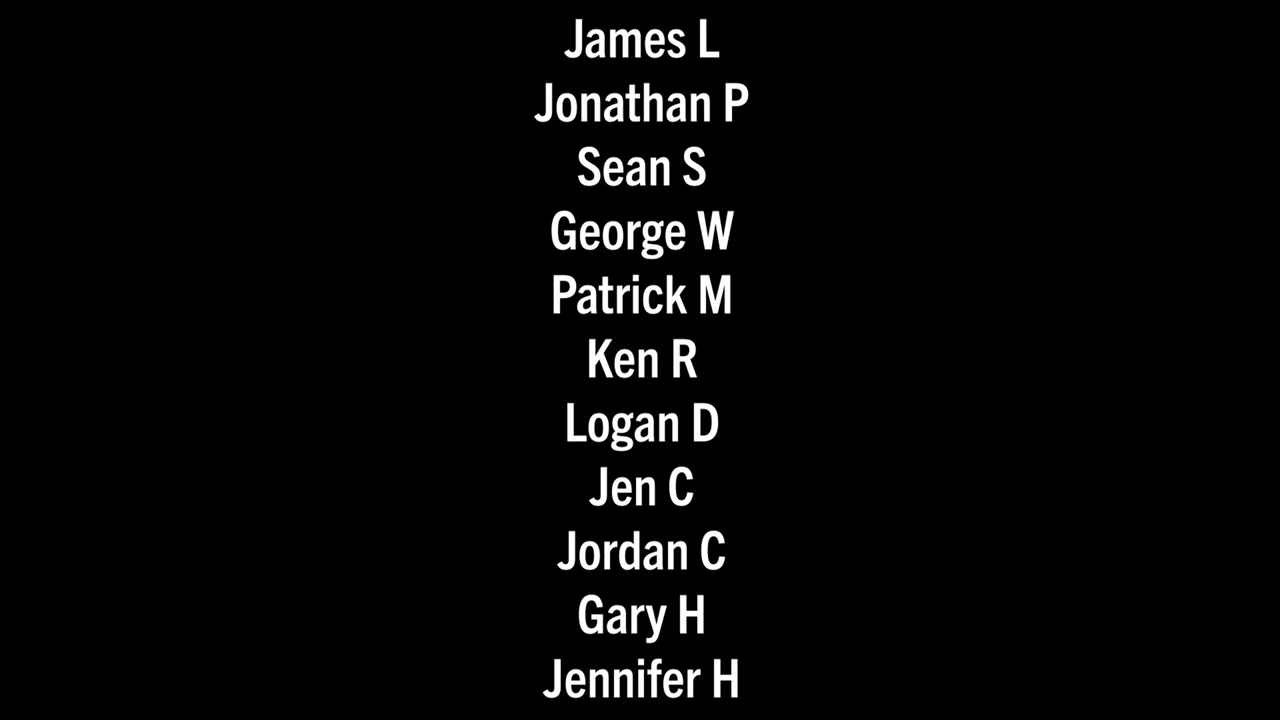 James L
Jonathan P
Sean S
George W
Patrick M
Ken R
Logan D
Jen C
Jordan C
Gary H
Jennifer H